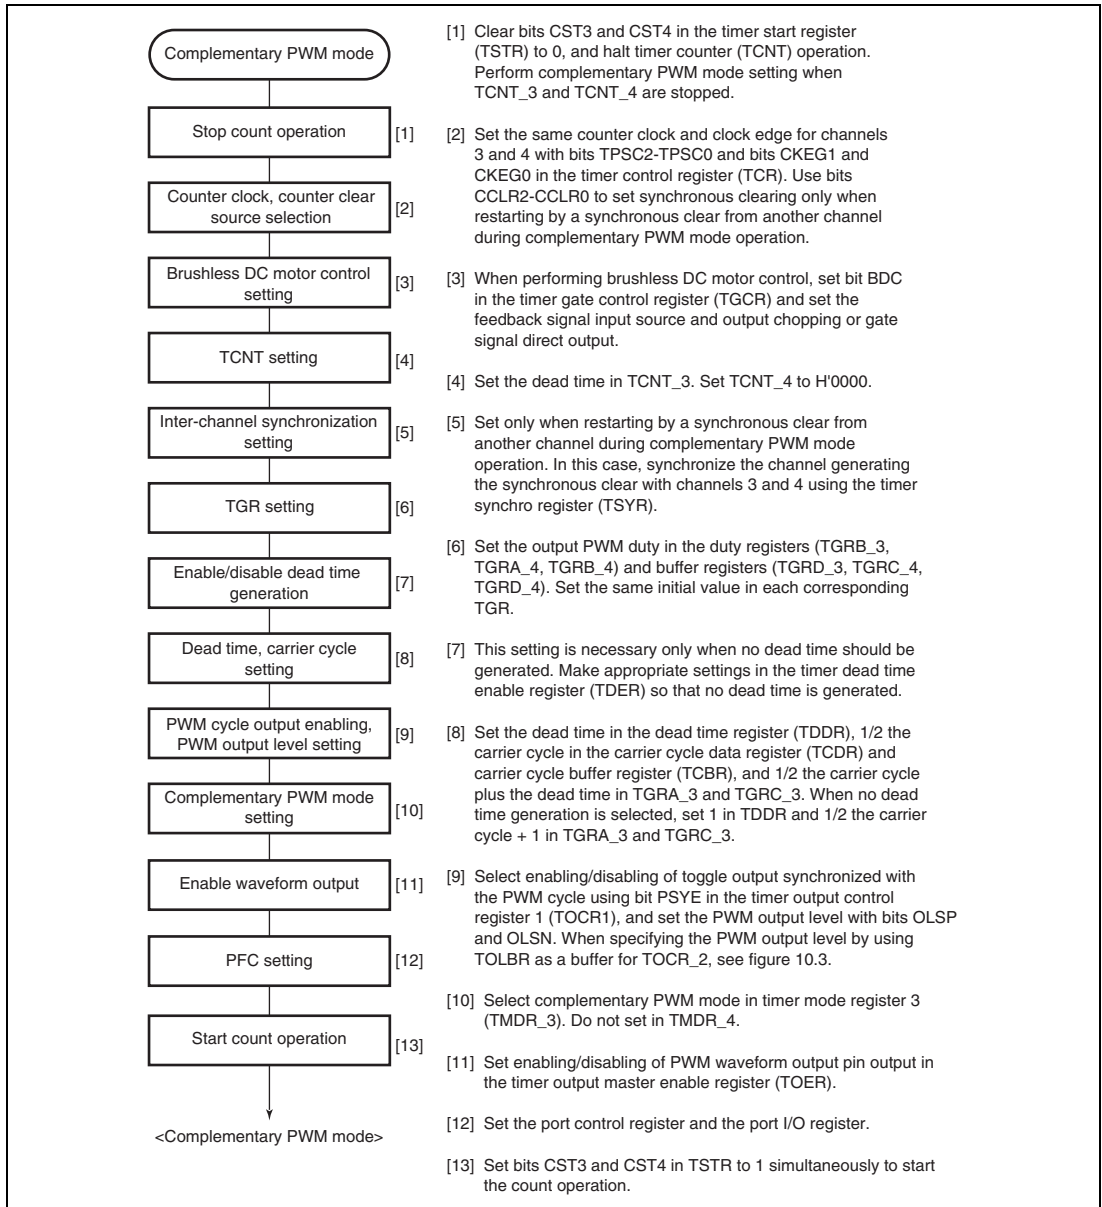 Complementary PWM mode
Stop count operation
[1]
Counter clock, counter clear
source selection
[2]
Brushless DC motor control
setting
[3]
TCNT setting
[4]
Inter-channel synchronization
setting
[5]
TGR setting
[6]
Enable/disable dead time
generation
[7]
Dead time, carrier cycle
setting
[8]
PWM cycle output enabling,
PWM output level setting
[9]
Complementary PWM mode
setting
[10]
Enable waveform output
[11]
PFC setting
[12]
Start count operation
[13]
<Complementary PWM mode>
[1] Clear bits CST3 and CST4 in the timer start register
(TSTR) to 0, and halt timer counter (TCNT) operation.
Perform complementary PWM mode setting when
TCNT_3 and TCNT_4 are stopped.
[2] Set the same counter clock and clock edge for channels
3 and 4 with bits TPSC2-TPSC0 and bits CKEG1 and
CKEG0 in the timer control register (TCR). Use bits
CCLR2-CCLR0 to set synchronous clearing only when
restarting by a synchronous clear from another channel
during complementary PWM mode operation.
[3] When performing brushless DC motor control, set bit BDC
in the timer gate control register (TGCR) and set the
feedback signal input source and output chopping or gate
signal direct output.
[4] Set the dead time in TCNT_3. Set TCNT_4 to H'0000.
[5] Set only when restarting by a synchronous clear from
another channel during complementary PWM mode
operation. In this case, synchronize the channel generating
the synchronous clear with channels 3 and 4 using the timer
synchro register (TSYR).
[6] Set the output PWM duty in the duty registers (TGRB_3,
TGRA_4, TGRB_4) and buffer registers (TGRD_3, TGRC_4,
TGRD_4). Set the same initial value in each corresponding
TGR.
[7] This setting is necessary only when no dead time should be
generated. Make appropriate settings in the timer dead time
enable register (TDER) so that no dead time is generated.
[8] Set the dead time in the dead time register (TDDR), 1/2 the
carrier cycle in the carrier cycle data register (TCDR) and
carrier cycle buffer register (TCBR), and 1/2 the carrier cycle
plus the dead time in TGRA_3 and TGRC_3. When no dead
time generation is selected, set 1 in TDDR and 1/2 the carrier
cycle + 1 in TGRA_3 and TGRC_3.
[9] Select enabling/disabling of toggle output synchronized with
the PWM cycle using bit PSYE in the timer output control
register 1 (TOCR1), and set the PWM output level with bits OLSP
and OLSN. When specifying the PWM output level by using
TOLBR as a buffer for TOCR_2, see figure 10.3.
[10] Select complementary PWM mode in timer mode register 3
(TMDR_3). Do not set in TMDR_4.
[11] Set enabling/disabling of PWM waveform output pin output in
the timer output master enable register (TOER).
[12] Set the port control register and the port I/O register.
[13] Set bits CST3 and CST4 in TSTR to 1 simultaneously to start
the count operation.